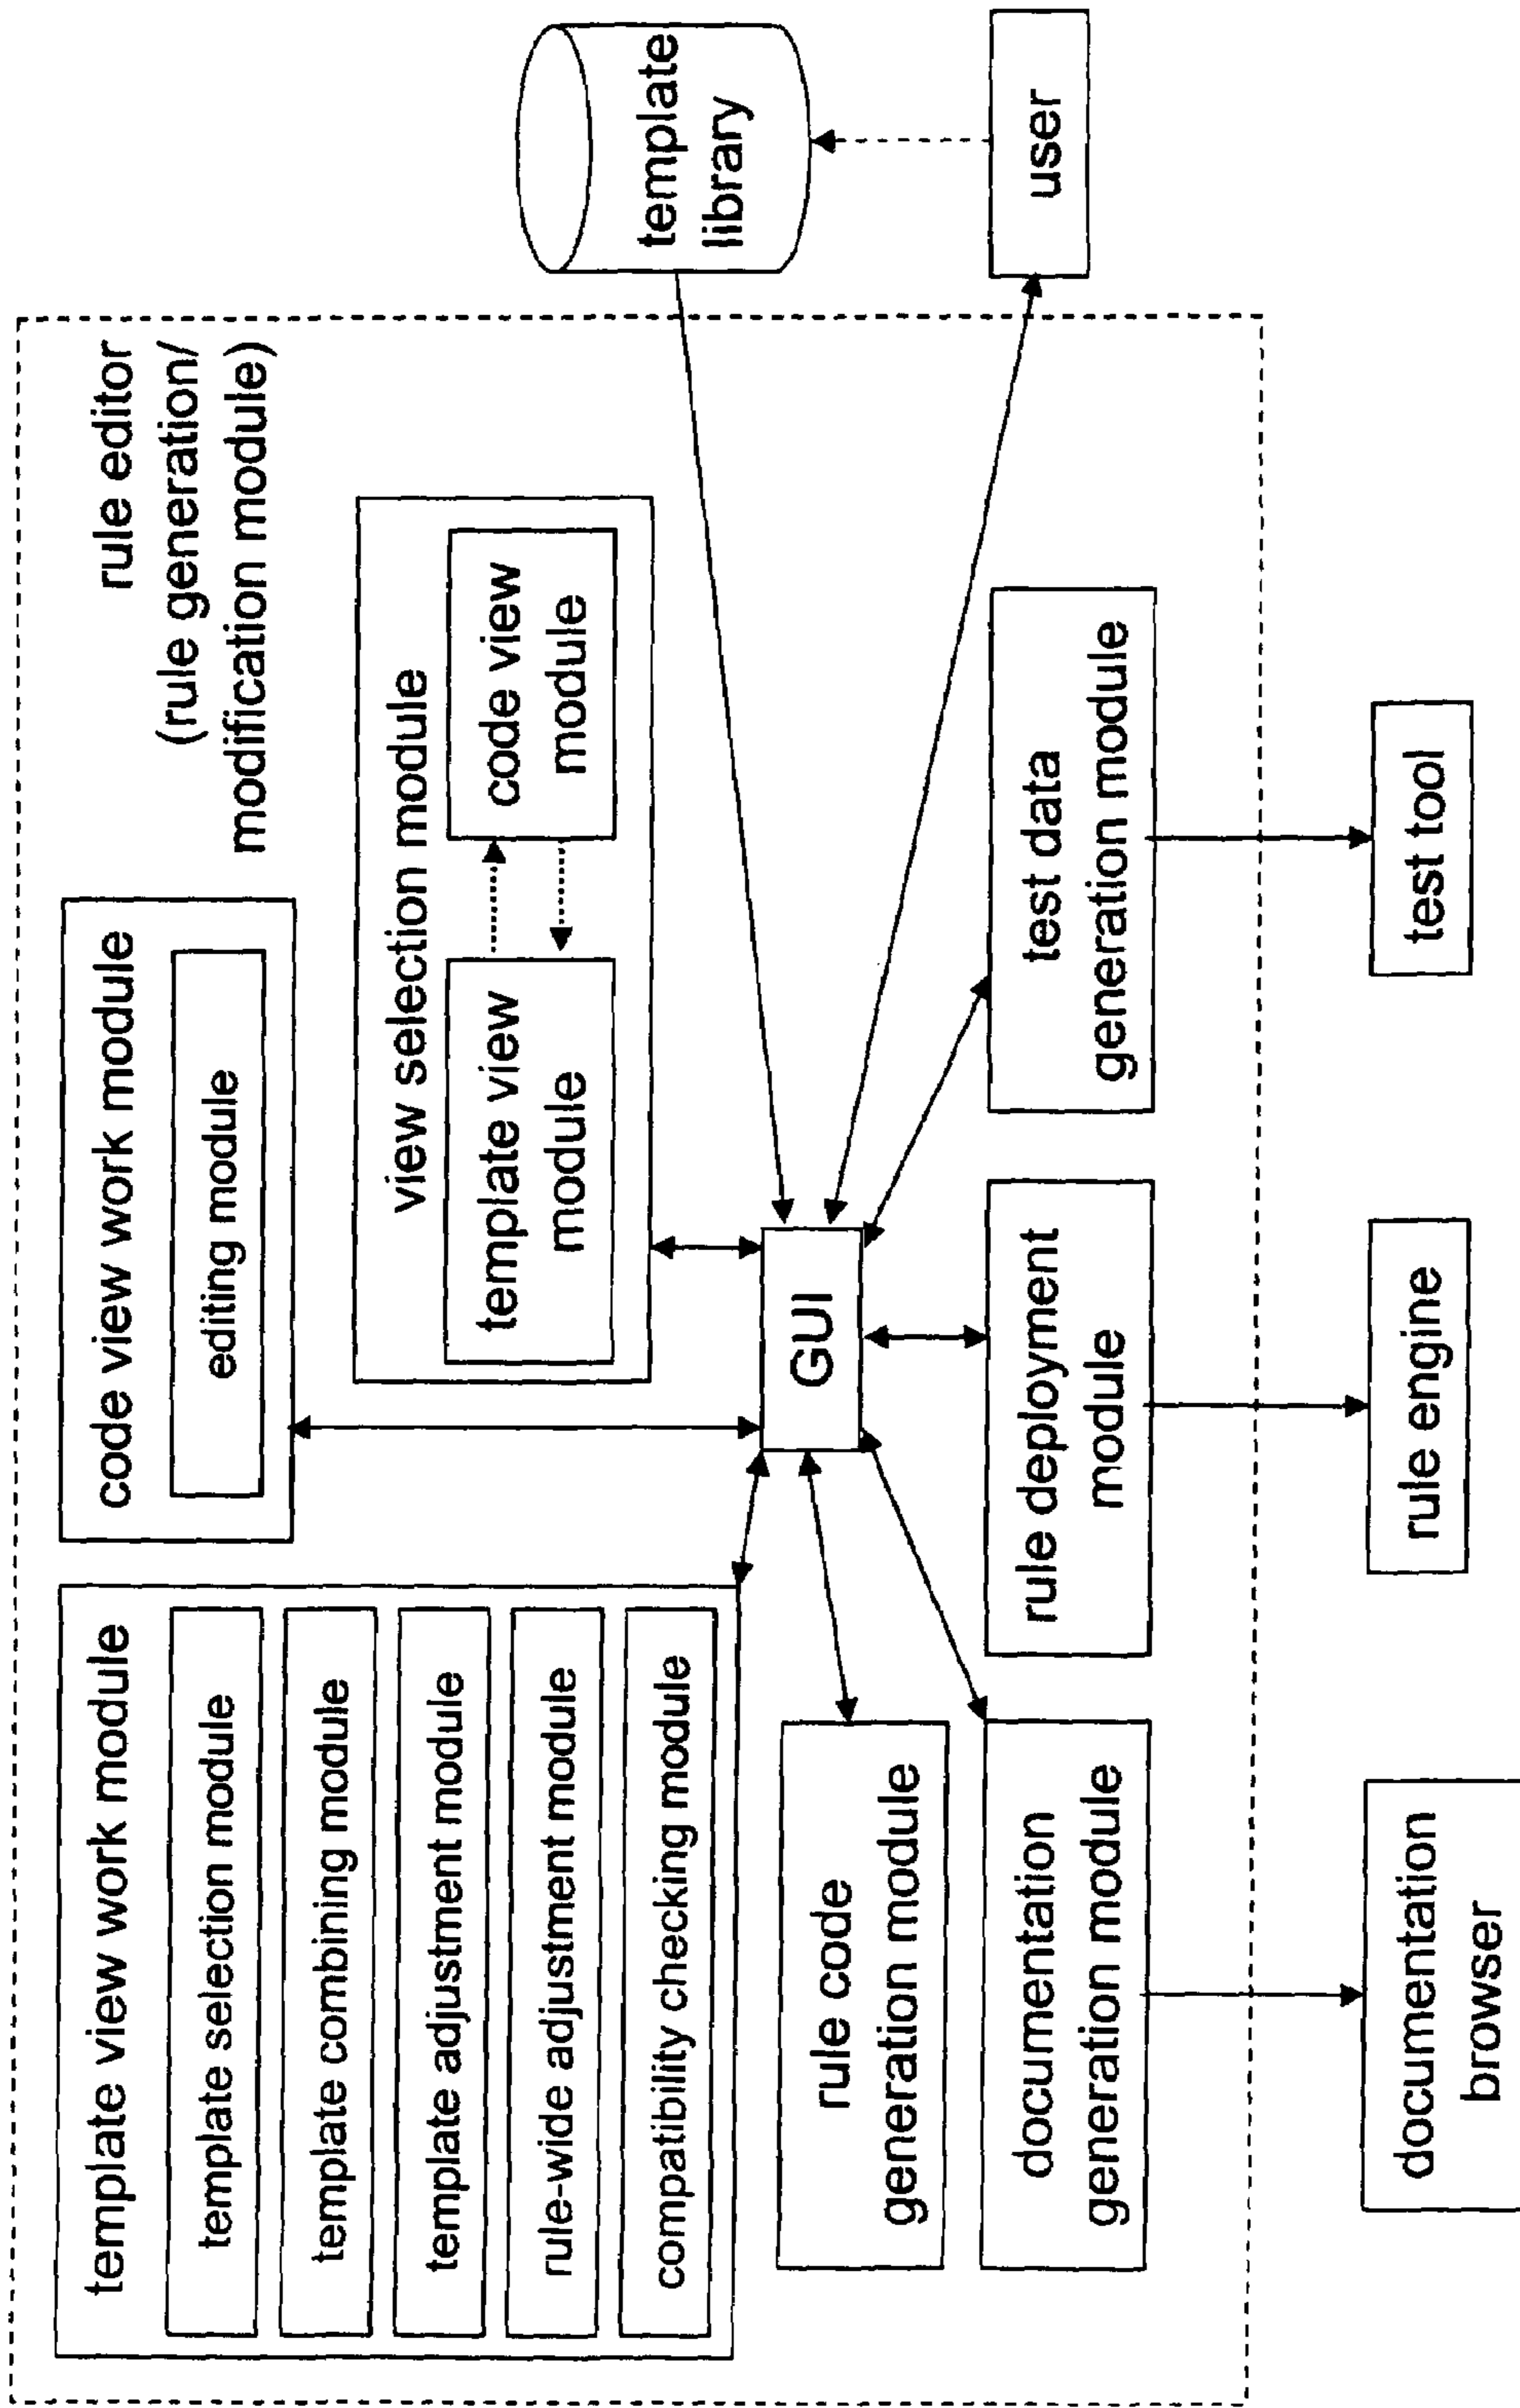 template view work module
template selection module
template combining module
template adjustment module
rule-wide adjustment module
compatibility checking module
code view work module
editing module
rule editor
(rule generation/
modification module)
view selection module
template view
module
code view
module
template
library
GUI
user
rule code
generation module
documentation
generation module
rule deployment
module
test data
generation module
documentation
browser
rule engine
test tool